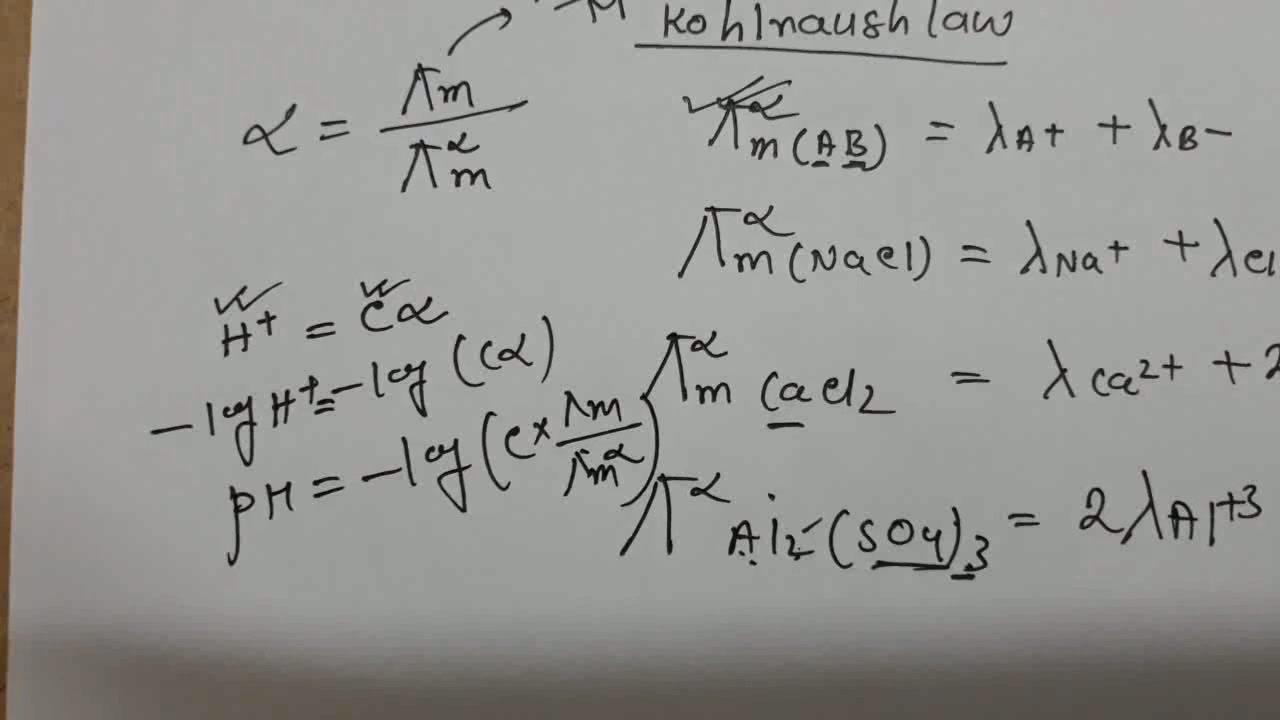 kohlnaush law
α = Λm / Λm^α
Λm^α (AB) = λA+ + λB-
Λm^α (NaCl) = λNa+ + λCl
H+ = Cα
-log H+ = -log (Cα)
pH = -log (C × Λm / Λm^α)
Λm^α CaCl2 = λCa2+ + 2
Λ^α Al2(SO4)3 = 2λAl+3